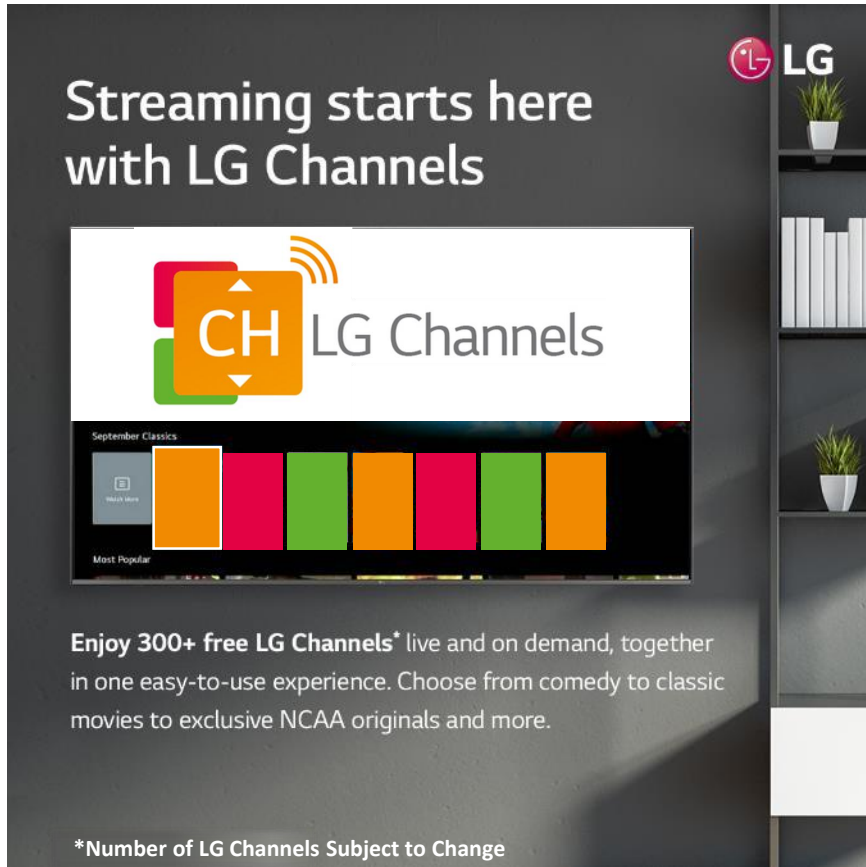 LG
Streaming starts here
with LG Channels
CH LG Channels
September Classics
Watch More
Most Popular
Enjoy 300+ free LG Channels* live and on demand, together
in one easy-to-use experience. Choose from comedy to classic
movies to exclusive NCAA originals and more.
*Number of LG Channels Subject to Change